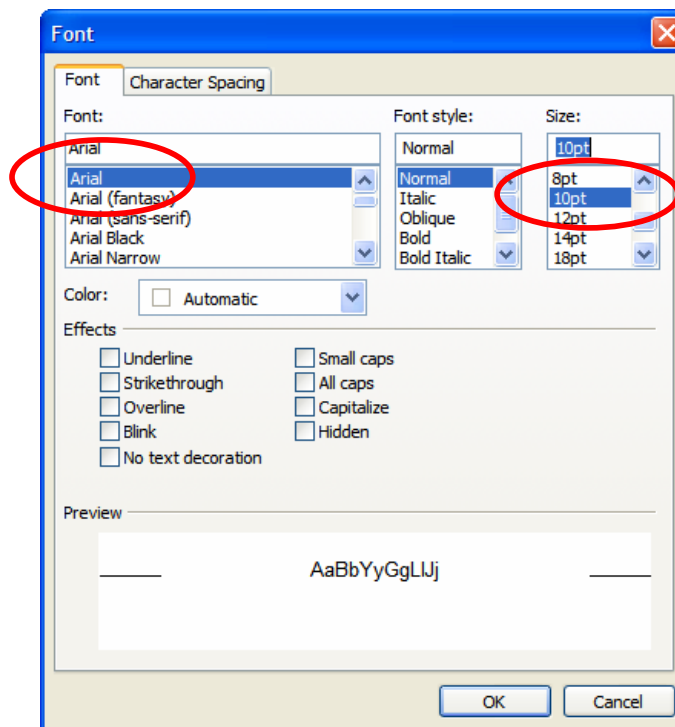 Font
Font Character Spacing
Font: Font style: Size:
Arial Normal 10pt
Arial Normal 8pt
Arial (fantasy) Italic 10pt
Arial (sans-serif) Oblique 12pt
Arial Black Bold 14pt
Arial Narrow Bold Italic 18pt
Color: Automatic
Effects
Underline Small caps
Strikethrough All caps
Overline Capitalize
Blink Hidden
No text decoration
Preview
AaBbYyGgLlJj
OK Cancel